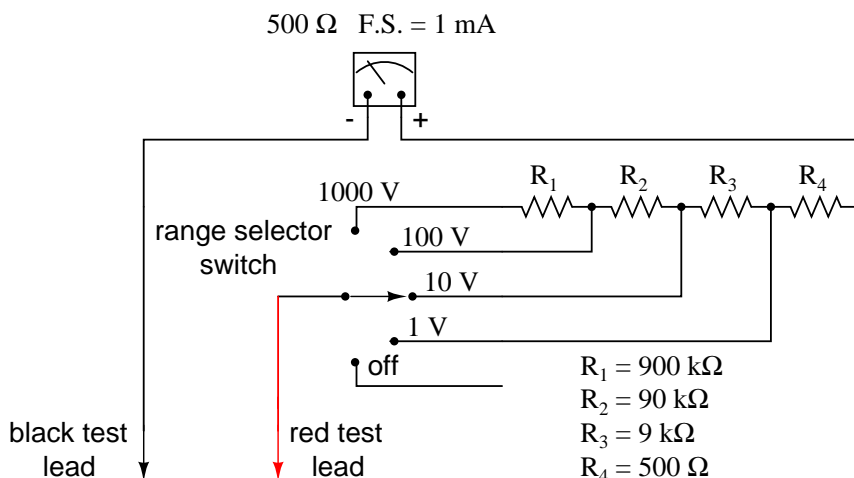 500 Ω F.S. = 1 mA
- +
R1 R2 R3 R4
1000 V
range selector
switch
100 V
10 V
1 V
off
R1 = 900 kΩ
R2 = 90 kΩ
R3 = 9 kΩ
R4 = 500 Ω
black test
lead
red test
lead